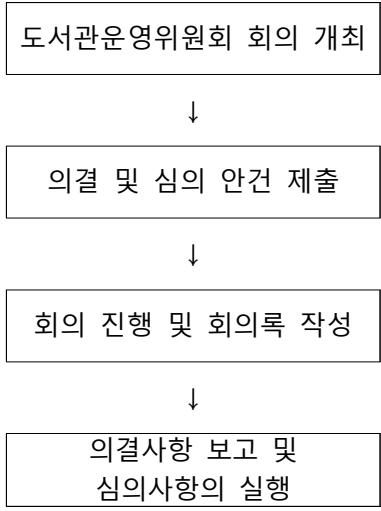 도서관운영위원회 회의 개최
↓
의결 및 심의 안건 제출
↓
회의 진행 및 회의록 작성
↓
의결사항 보고 및
심의사항의 실행